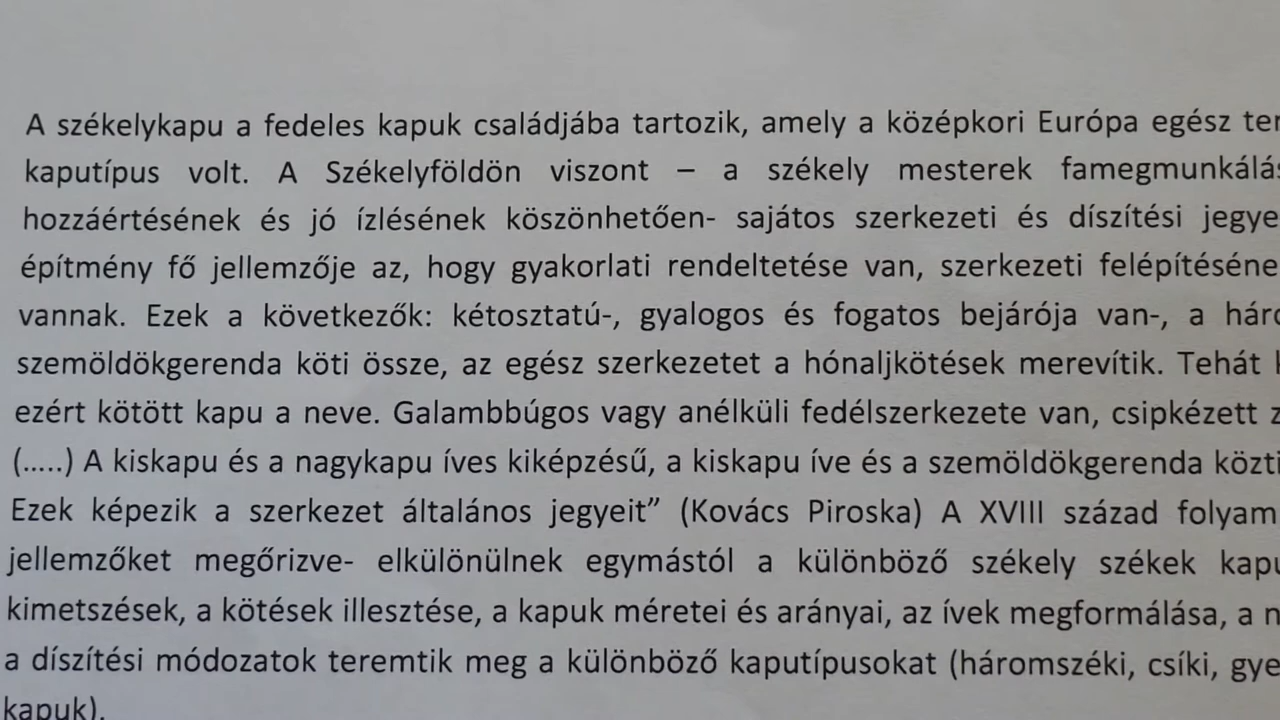 A székelykapu a fedeles kapuk családjába tartozik, amely a középkori Európa egész
kaputípus volt. A Székelyföldön viszont – a székely mesterek
hozzáértésének és jó ízlésének köszönhetően- sajátos szerkezeti és díszítési
építmény fő jellemzője az, hogy gyakorlati rendeltetése van, szerkezeti
vannak. Ezek a következők: kétosztatú-, gyalogos és fogatos bejárója van-, a
szemöldökgerenda köti össze, az egész szerkezetet a hónaljkötések merevítik. Tehát
ezért kötött kapu a neve. Galambbúgos vagy anélküli fedélszerkezete van, csipkézett
(.....) A kiskapu és a nagykapu íves kiképzésű, a kiskapu íve és a szemöldökgerenda
Ezek képezik a szerkezet általános jegyeit” (Kovács Piroska) A XVIII század
jellemzőket megőrizve- elkülönülnek egymástól a különböző székely székek
kimetszések, a kötések illesztése, a kapuk méretei és arányai, az ívek megformálása, a
a díszítési módozatok teremtik meg a különböző kaputípusokat (háromszéki, csíki,
kapuk).